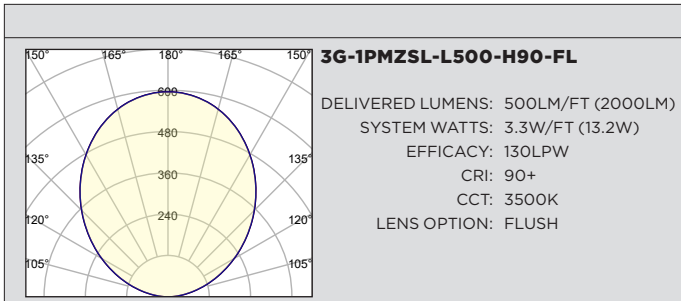 150° 165° 180° 165° 150°
3G-1PMZSL-L500-H90-FL
600
DELIVERED LUMENS: 500LM/FT (2000LM)
480
SYSTEM WATTS: 3.3W/FT (13.2W)
135° 135°
EFFICACY: 130LPW
360
CRI: 90+
CCT: 3500K
240
120° 120°
LENS OPTION: FLUSH
105° 105°